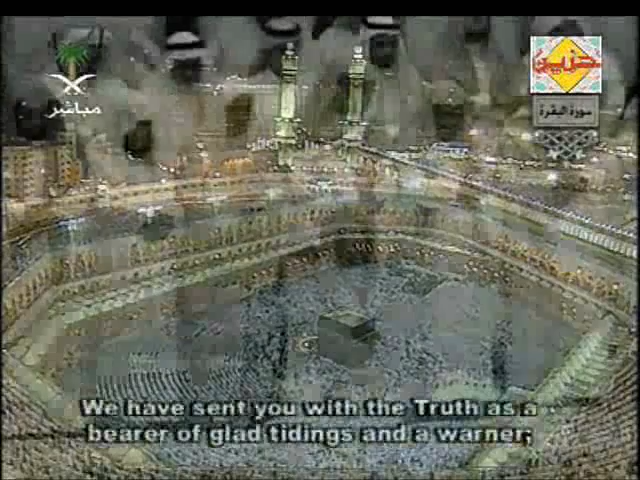 مباشر
سورة البقرة
We have sent you with the Truth as a
bearer of glad tidings and a warner;